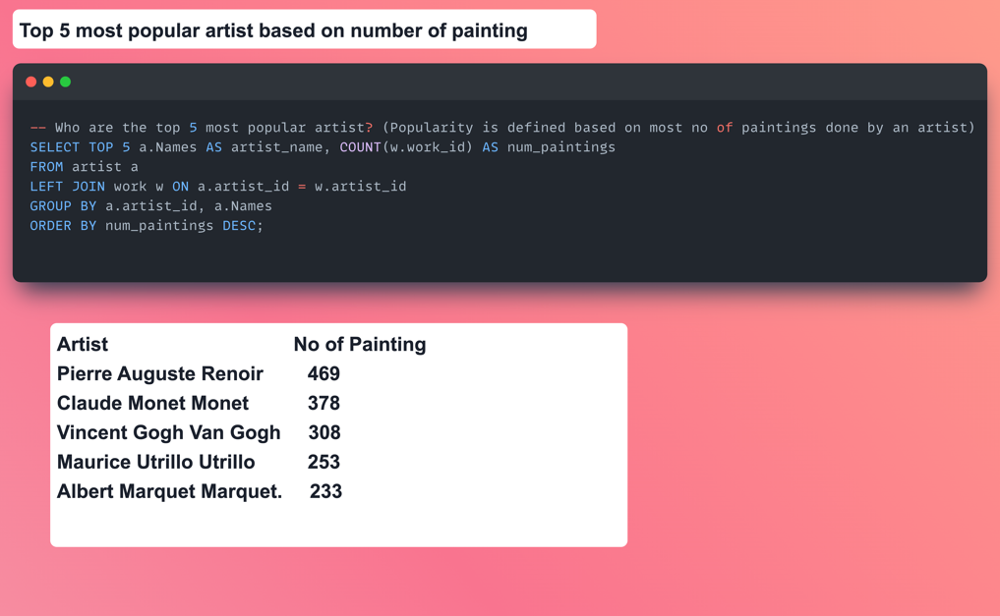 Top 5 most popular artist based on number of painting
-- Who are the top 5 most popular artist? (Popularity is defined based on most no of paintings done by an artist)
SELECT TOP 5 a.Names AS artist_name, COUNT(w.work_id) AS num_paintings
FROM artist a
LEFT JOIN work w ON a.artist_id = w.artist_id
GROUP BY a.artist_id, a.Names
ORDER BY num_paintings DESC;
Artist No of Painting
Pierre Auguste Renoir 469
Claude Monet Monet 378
Vincent Gogh Van Gogh 308
Maurice Utrillo Utrillo 253
Albert Marquet Marquet. 233